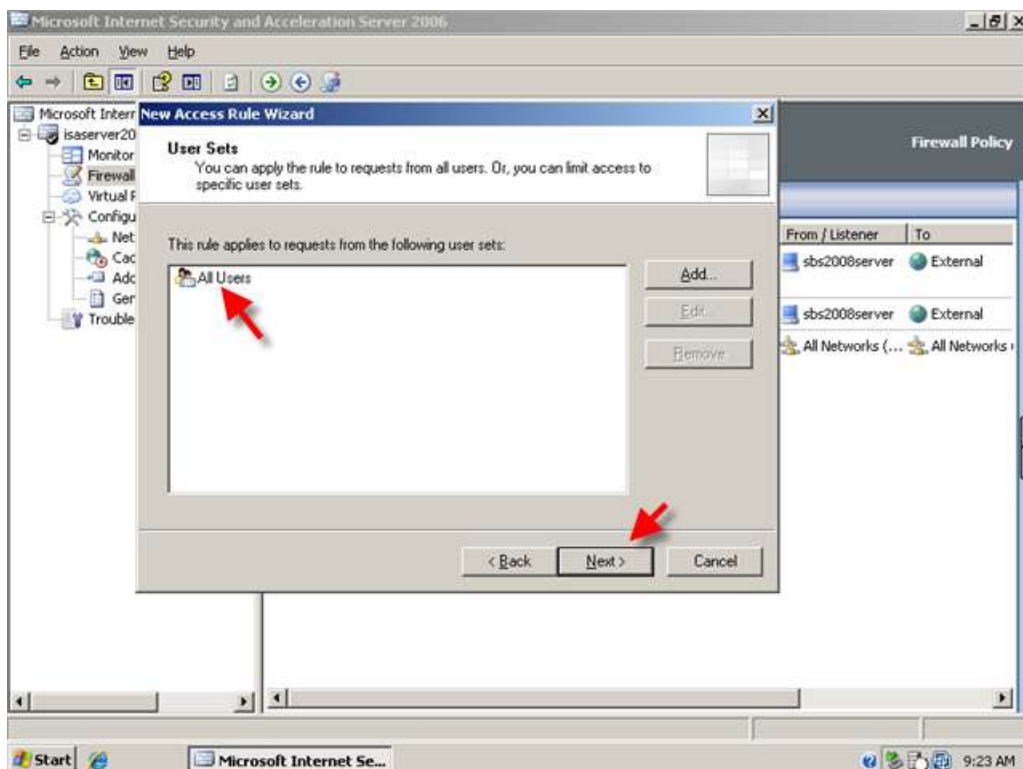 Microsoft Internet Security and Acceleration Server 2006
File Action View Help
Microsoft Interr
isaserver20
Monitor
Firewall
Virtual F
Configu
Net
Cac
Adc
Ger
Trouble
New Access Rule Wizard
User Sets
You can apply the rule to requests from all users. Or, you can limit access to
specific user sets.
This rule applies to requests from the following user sets:
All Users
Add...
Edit...
Remove
< Back
Next >
Cancel
Firewall Policy
From / Listener To
sbs2008server External
sbs2008server External
All Networks (... All Networks
Start
Microsoft Internet Se...
9:23 AM